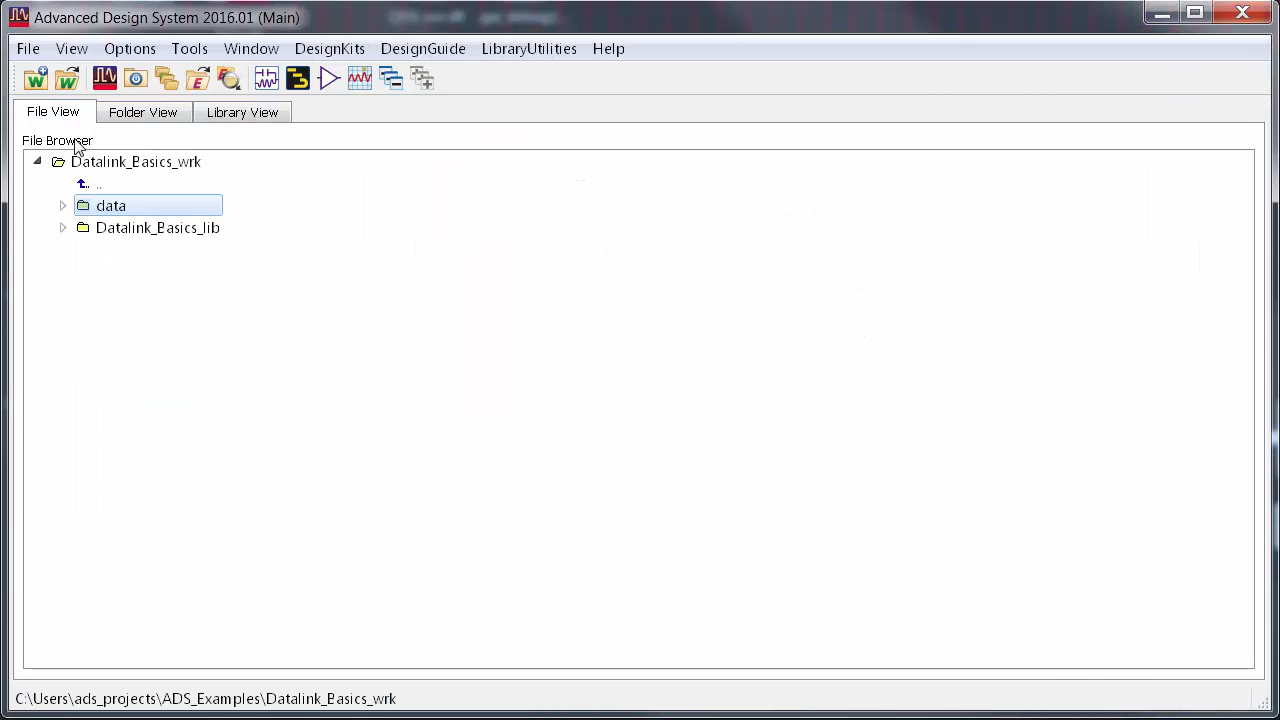 Advanced Design System 2016.01 (Main)
File View Options Tools Window DesignKits DesignGuide LibraryUtilities Help
File View Folder View Library View
File Browser
Datalink_Basics_wrk
..
data
Datalink_Basics_lib
C:\Users\ads_projects\ADS_Examples\Datalink_Basics_wrk